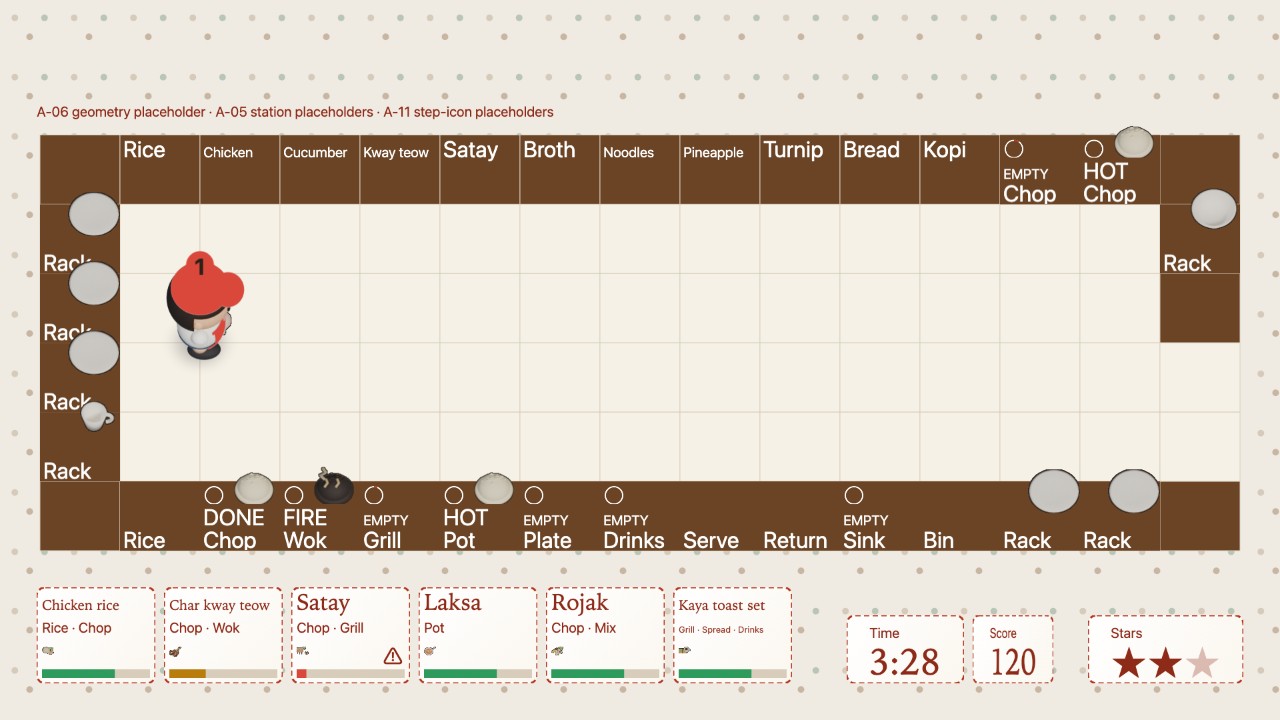 A-06 geometry placeholder · A-05 station placeholders · A-11 step-icon placeholders
Rice
Chicken
Cucumber
Kway teow
Satay
Broth
Noodles
Pineapple
Turnip
Bread
Kopi
EMPTY
Chop
HOT
Chop
Rack
Rack
1
Rack
Rack
Rack
Rice
DONE
Chop
FIRE
Wok
EMPTY
Grill
HOT
Pot
EMPTY
Plate
EMPTY
Drinks
Serve
Return
EMPTY
Sink
Bin
Rack
Rack
Chicken rice
Rice · Chop
Char kway teow
Chop · Wok
Satay
Chop · Grill
Laksa
Pot
Rojak
Chop · Mix
Kaya toast set
Grill · Spread · Drinks
Time
3:28
Score
120
Stars